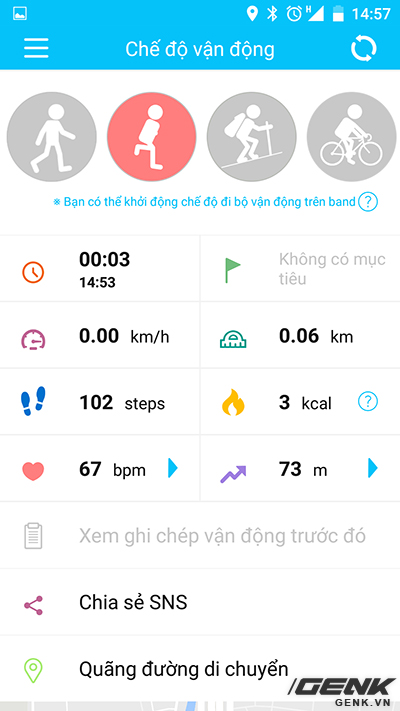 H 14:57
Chế độ vận động
※ Bạn có thể khởi động chế độ đi bộ vận động trên band ?
00:03
14:53
Không có mục
tiêu
0.00 km/h
0.06 km
102 steps
3 kcal ?
67 bpm
73 m
Xem ghi chép vận động trước đó
Chia sẻ SNS
Quãng đường di chuyển
GENK
GENK.VN